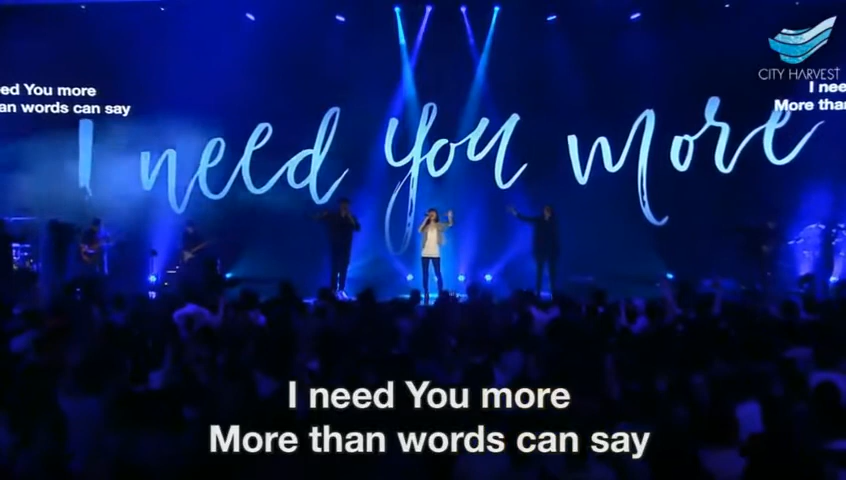 CITY HARVEST
ed You more
an words can say
I nee
More than
I need You more
I need You more
More than words can say